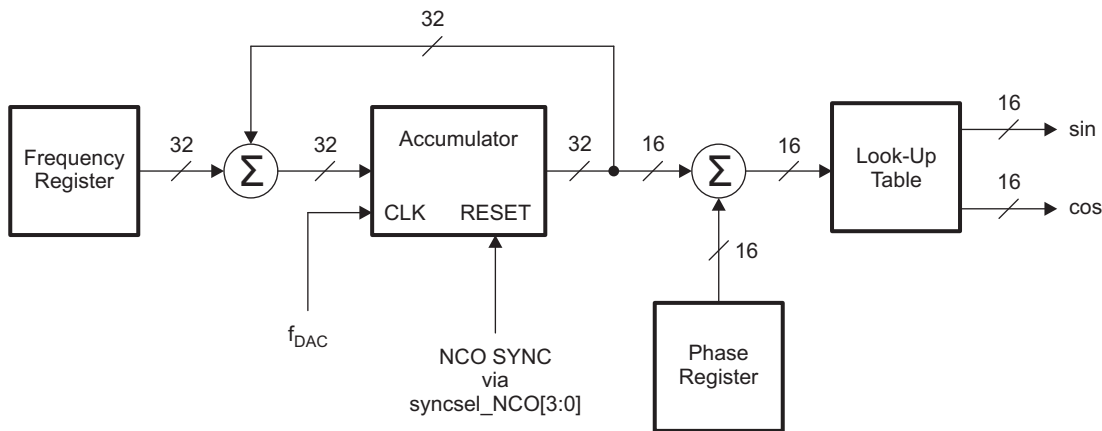 32
Frequency
Register
32
Σ
32
Accumulator
CLK
RESET
32
16
Σ
16
Look-Up
Table
16
sin
16
cos
16
f_DAC
NCO SYNC
via
syncsel_NCO[3:0]
Phase
Register